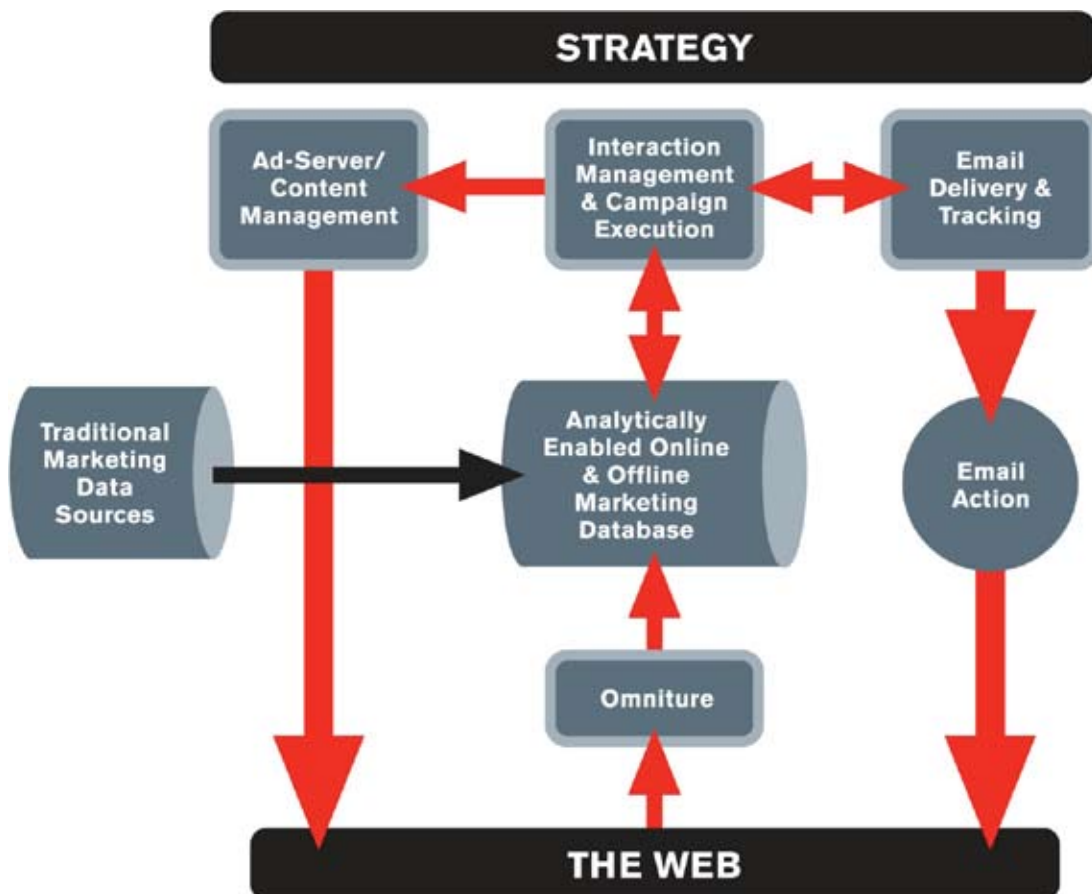 STRATEGY
Ad-Server/
Content
Management
Interaction
Management
& Campaign
Execution
Email
Delivery &
Tracking
Traditional
Marketing
Data
Sources
Analytically
Enabled Online
& Offline
Marketing
Database
Email
Action
Omniture
THE WEB